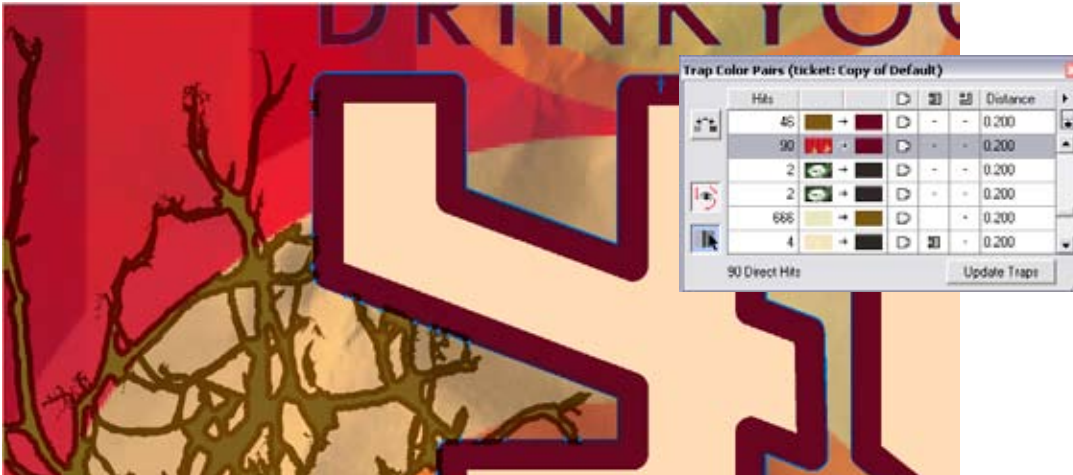 DRINKYOU
Trap Color Pairs (ticket: Copy of Default)
Hits Distance
46 → - - 0.200
90 - - 0.200
2 → - - 0.200
2 → - - 0.200
666 → - 0.200
4 → - 0.200
90 Direct Hits Update Traps